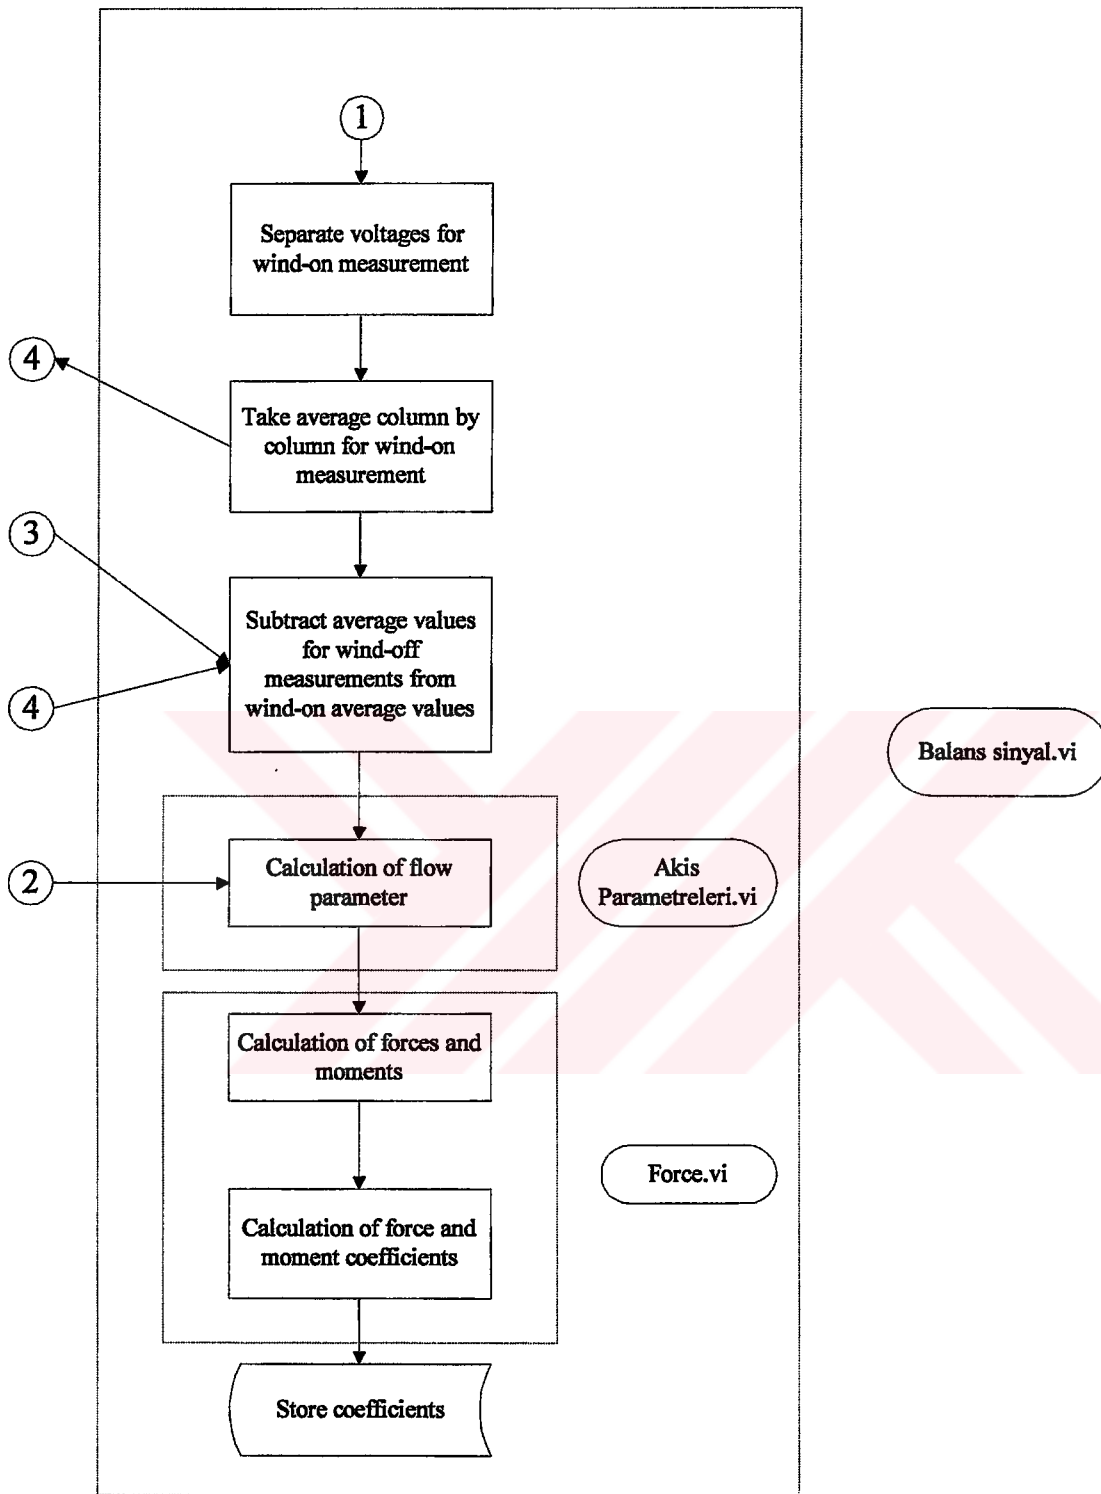 1
Separate voltages for
wind-on measurement
4
Take average column by
column for wind-on
measurement
3
Subtract average values
for wind-off
measurements from
wind-on average values
4
Balans sinyal.vi
Calculation of flow
parameter
2
Akis
Parametreleri.vi
Calculation of forces and
moments
Force.vi
Calculation of force and
moment coefficients
Store coefficients